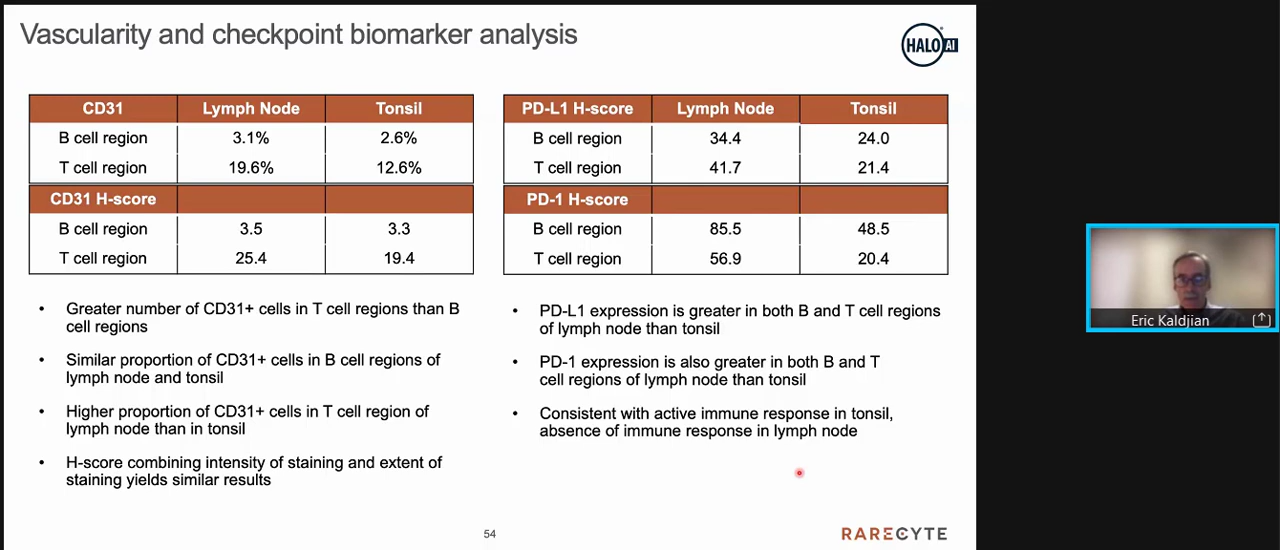 Vascularity and checkpoint biomarker analysis
HALO AI
CD31 Lymph Node Tonsil
B cell region 3.1% 2.6%
T cell region 19.6% 12.6%
CD31 H-score
B cell region 3.5 3.3
T cell region 25.4 19.4
PD-L1 H-score Lymph Node Tonsil
B cell region 34.4 24.0
T cell region 41.7 21.4
PD-1 H-score
B cell region 85.5 48.5
T cell region 56.9 20.4
• Greater number of CD31+ cells in T cell regions than B
cell regions
• Similar proportion of CD31+ cells in B cell regions of
lymph node and tonsil
• Higher proportion of CD31+ cells in T cell region of
lymph node than in tonsil
• H-score combining intensity of staining and extent of
staining yields similar results
• PD-L1 expression is greater in both B and T cell regions
of lymph node than tonsil
• PD-1 expression is also greater in both B and T
cell regions of lymph node than tonsil
• Consistent with active immune response in tonsil,
absence of immune response in lymph node
54
RARECYTE
Eric Kaldjian